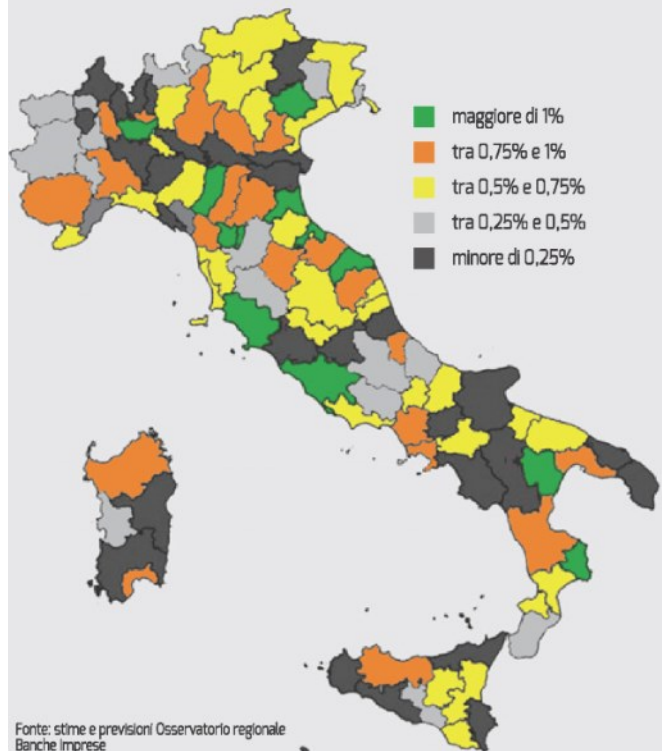 maggiore di 1%
tra 0,75% e 1%
tra 0,5% e 0,75%
tra 0,25% e 0,5%
minore di 0,25%
Fonte: stime e previsioni Osservatorio regionale
Banche Imprese